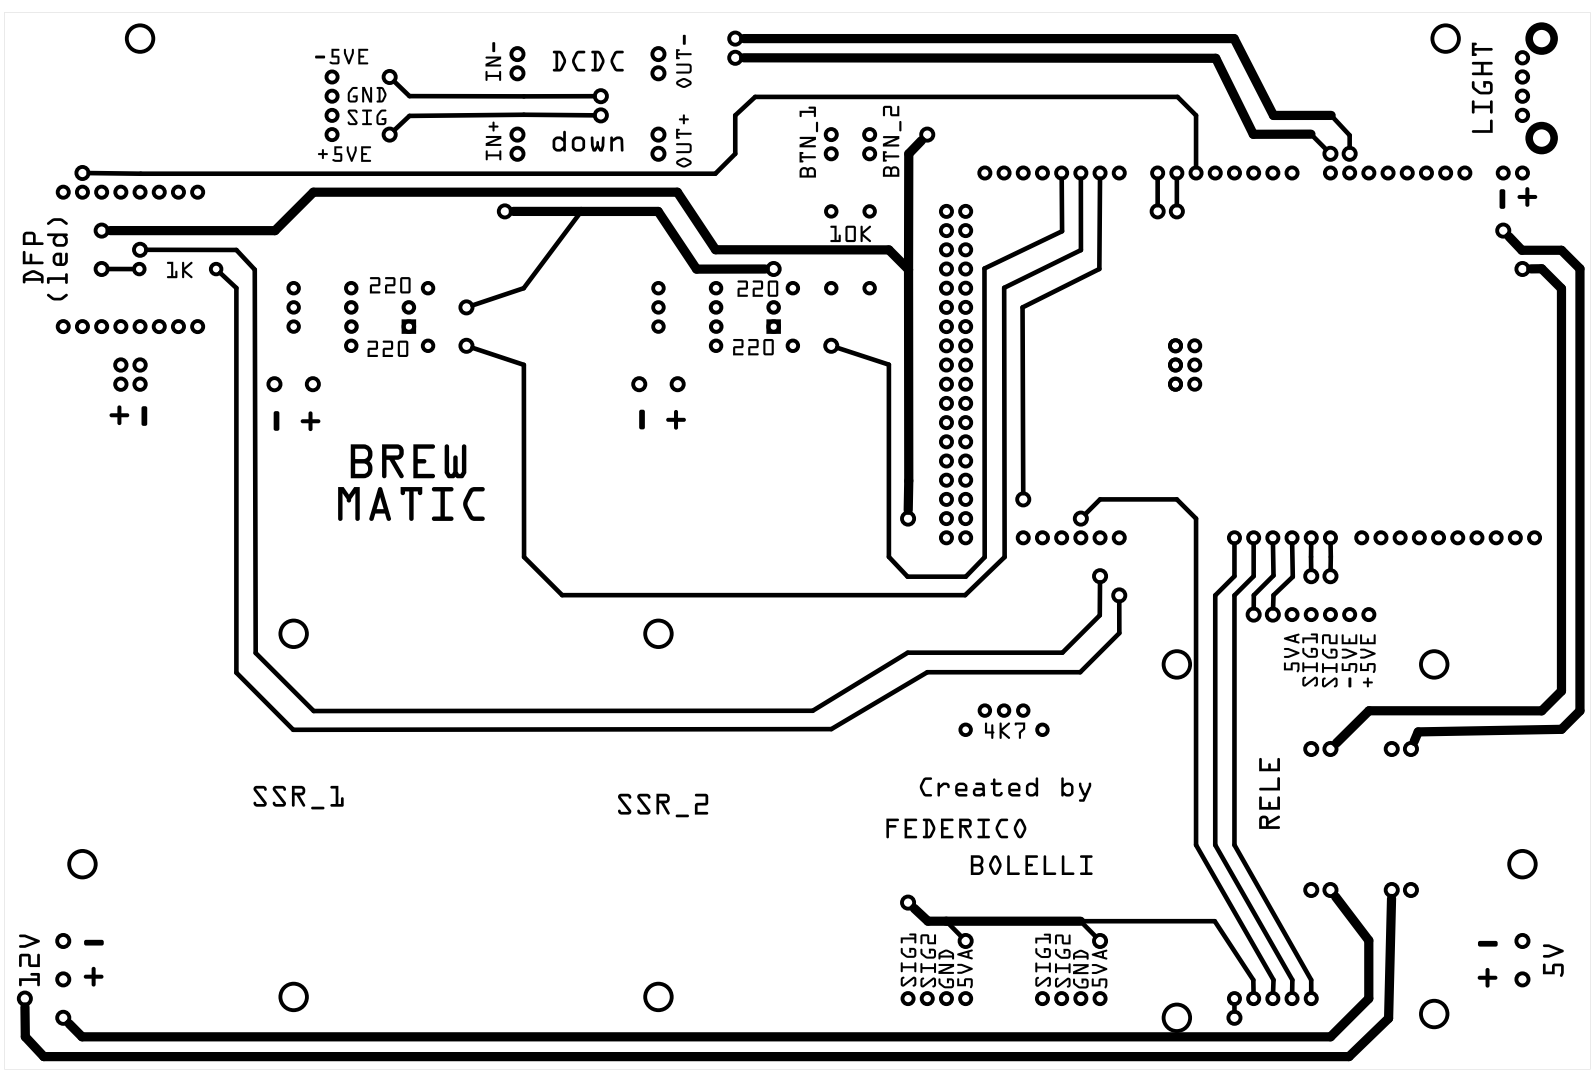 -5VE
GND
SIG
+5VE
IN-
DCDC
OUT-
IN+
down
OUT+
BTN_1
BTN_2
LIGHT
- +
DFP
(led)
1K
10K
220
220
220
220
+ -
- +
- +
BREW
MATIC
5VA
SIG1
SIG2
-5VE
+5VE
4K7
RELE
SSR_1
SSR_2
Created by
FEDERICO
BOLELLI
12V
-
+
SIG1
SIG2
GND
5VA
SIG1
SIG2
GND
5VA
-
+
5V